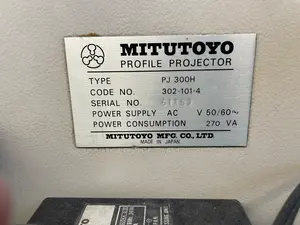 MITUTOYO
PROFILE PROJECTOR
TYPE PJ 300H
CODE NO. 302-101-4
SERIAL NO.
POWER SUPPLY AC V 50/60~
POWER CONSUMPTION 270 VA
MITUTOYO MFG. CO., LTD.
MADE IN JAPAN